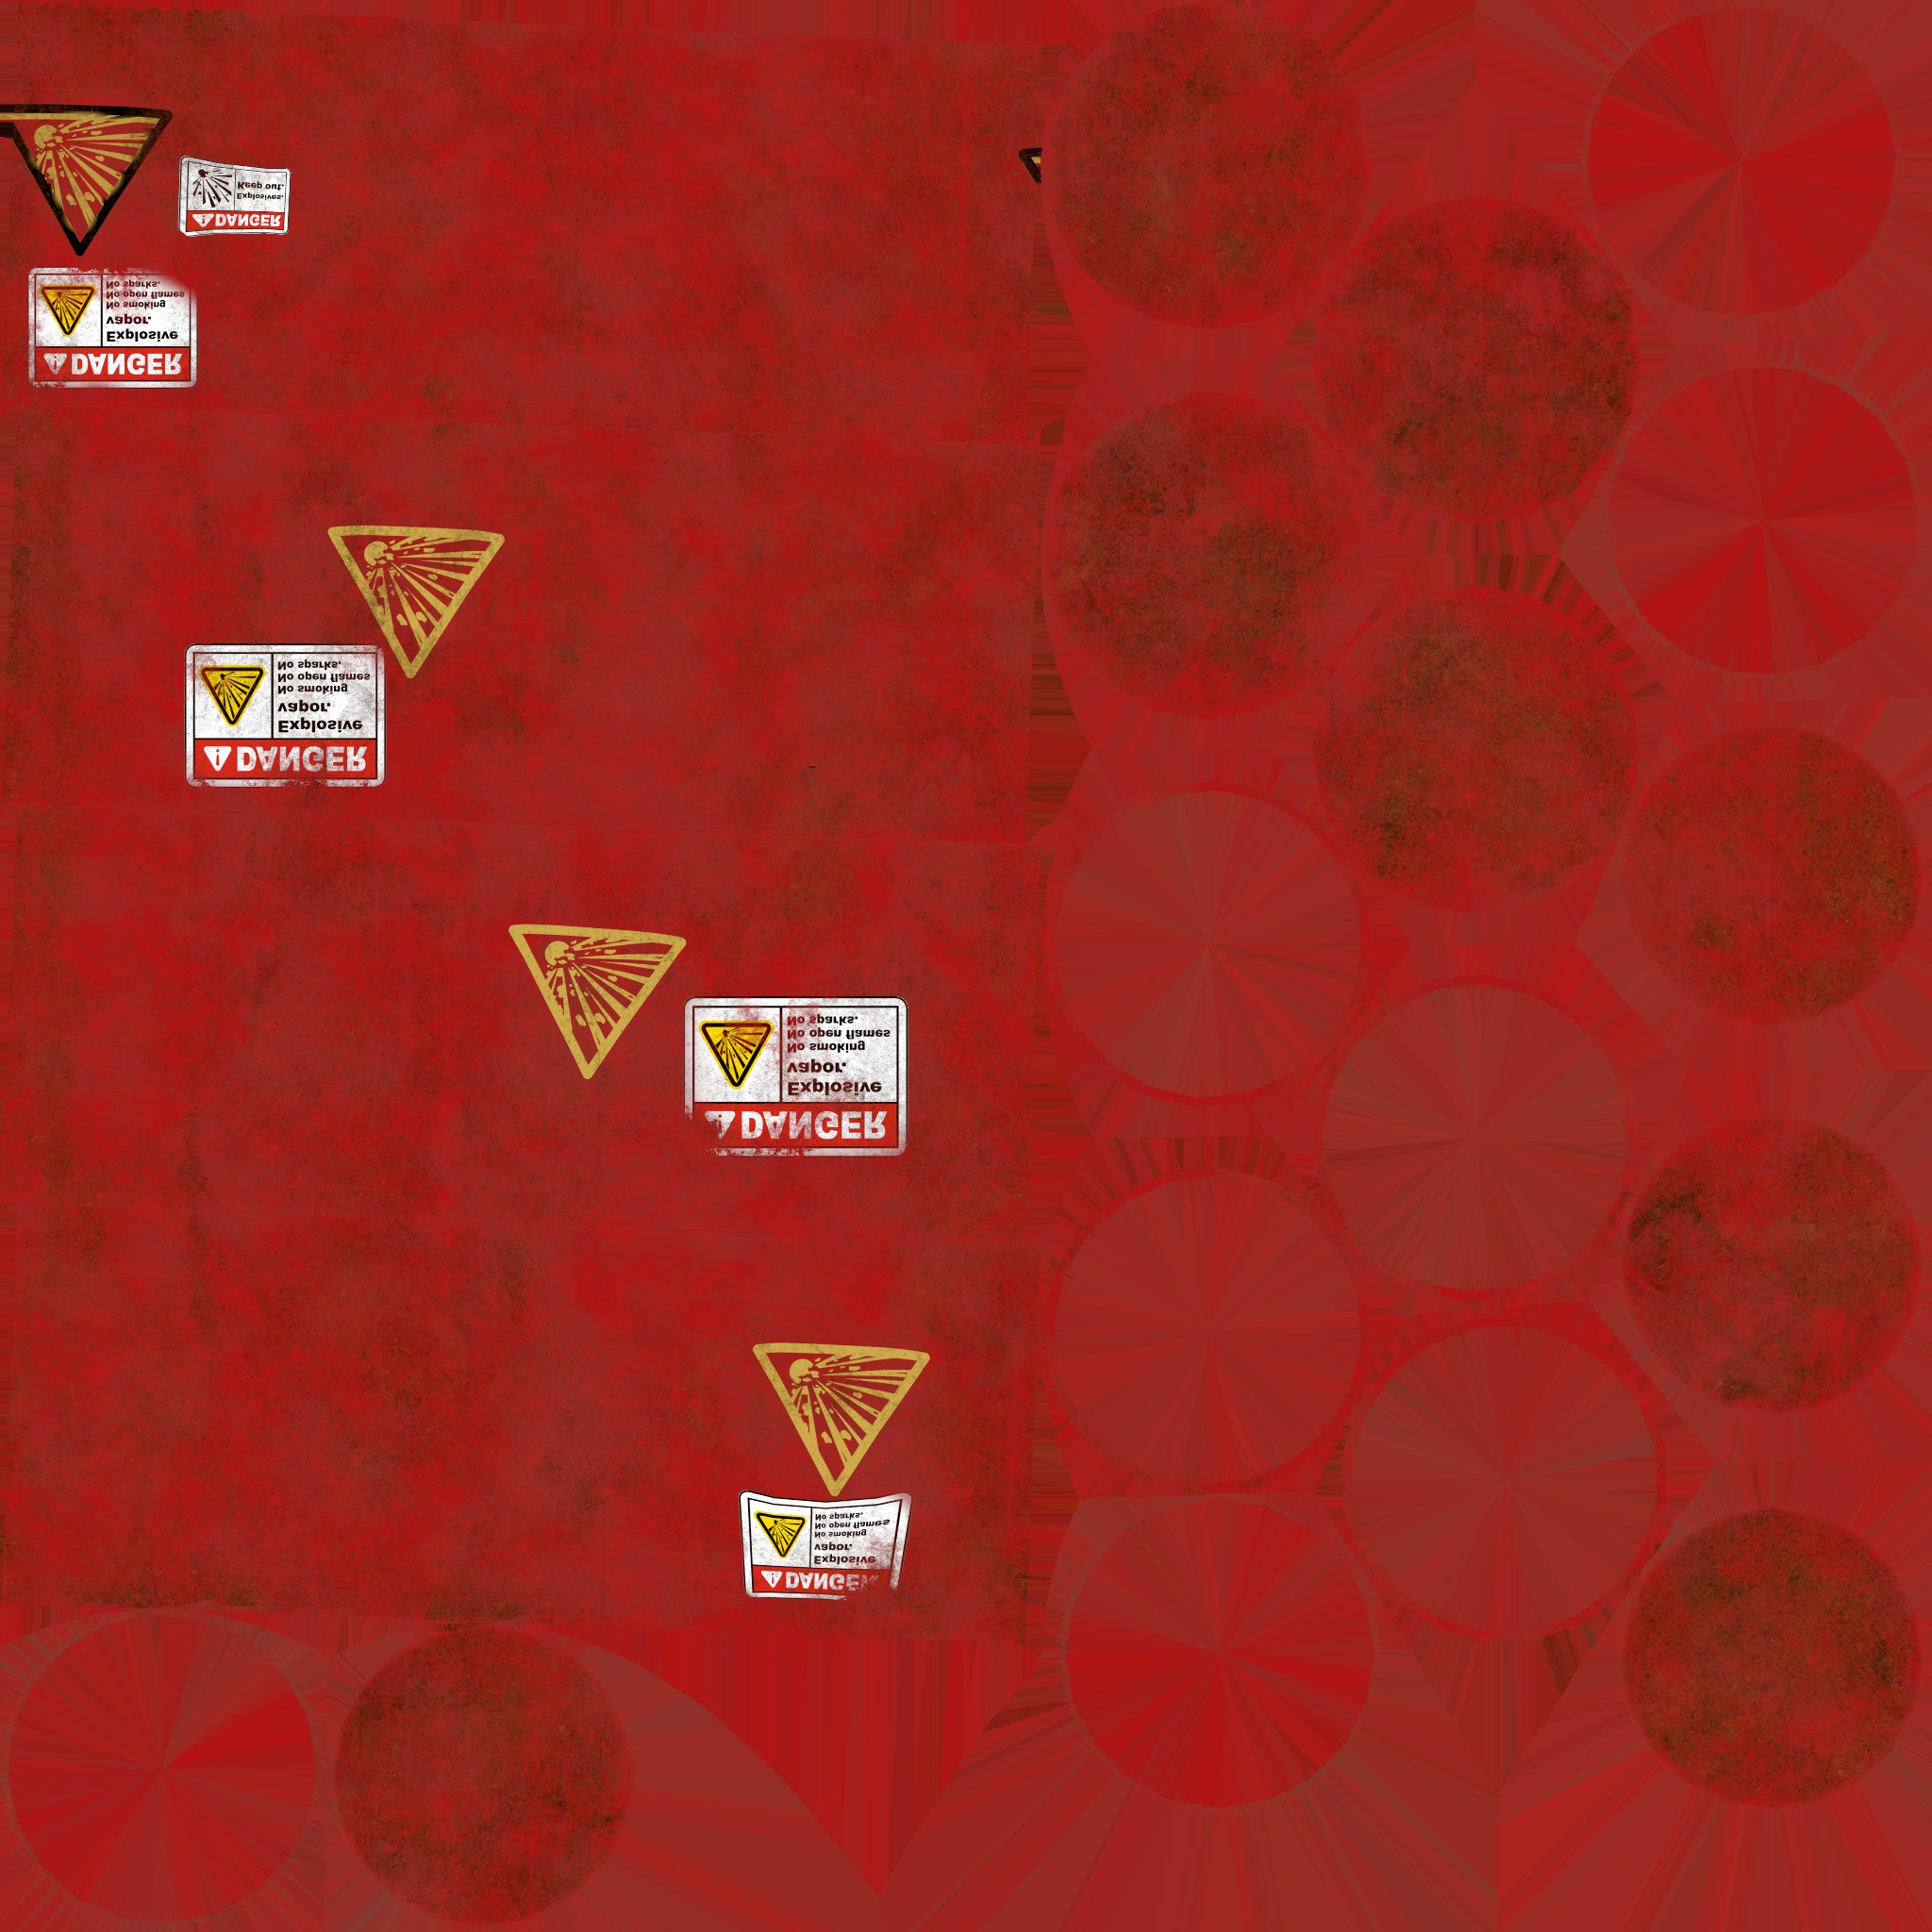 DANGER
Explosives.
Keep out.
DANGER
Explosive
vapor.
No smoking
No open flames
No sparks.
DANGER
Explosive
vapor.
No smoking
No open flames
No sparks.
DANGER
Explosive
vapor.
No smoking
No open flames
No sparks.
DANGER
Explosive
vapor.
No smoking
No open flames
No sparks.